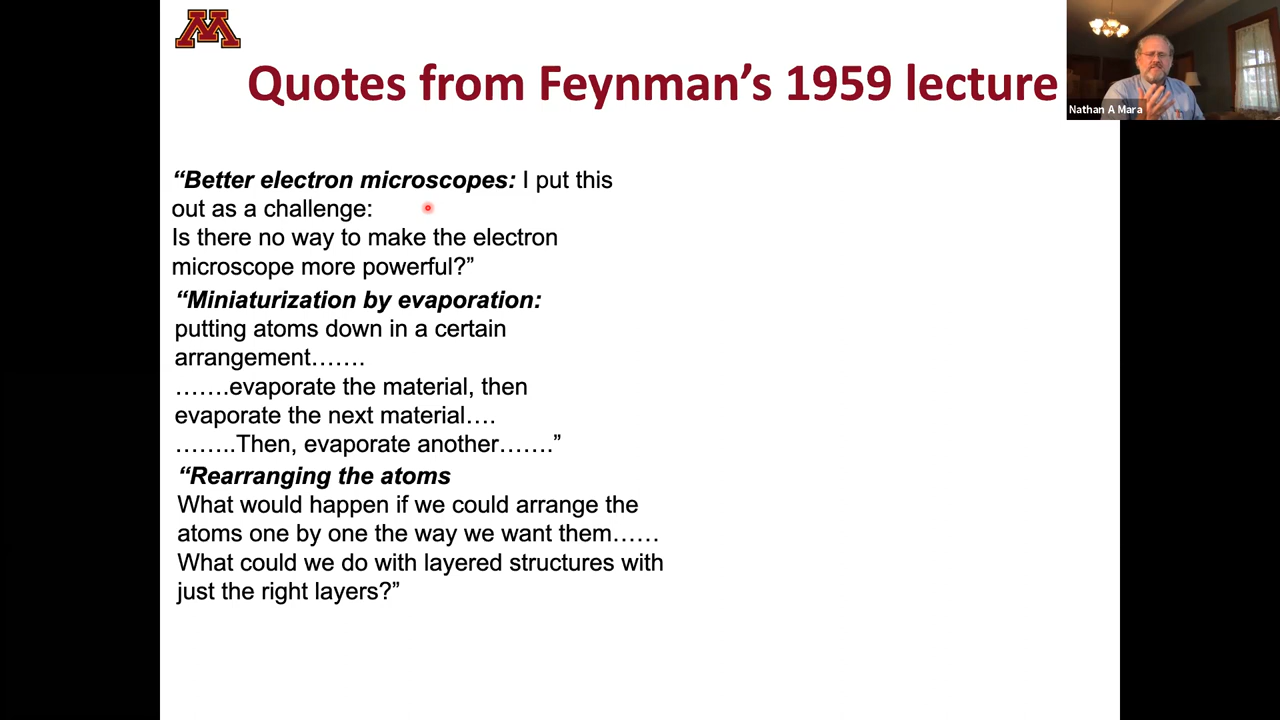 M
Quotes from Feynman’s 1959 lecture
Nathan A Mara
“Better electron microscopes: I put this
out as a challenge:
Is there no way to make the electron
microscope more powerful?”
“Miniaturization by evaporation:
putting atoms down in a certain
arrangement…….
…….evaporate the material, then
evaporate the next material….
……..Then, evaporate another…….”
“Rearranging the atoms
What would happen if we could arrange the
atoms one by one the way we want them……
What could we do with layered structures with
just the right layers?”